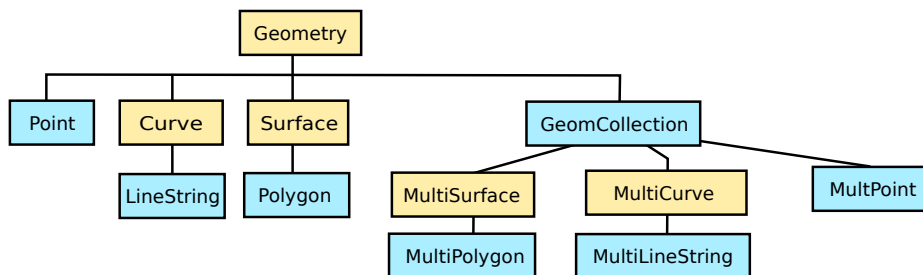 Geometry
Point
Curve
Surface
GeomCollection
LineString
Polygon
MultiSurface
MultiCurve
MultPoint
MultiPolygon
MultiLineString